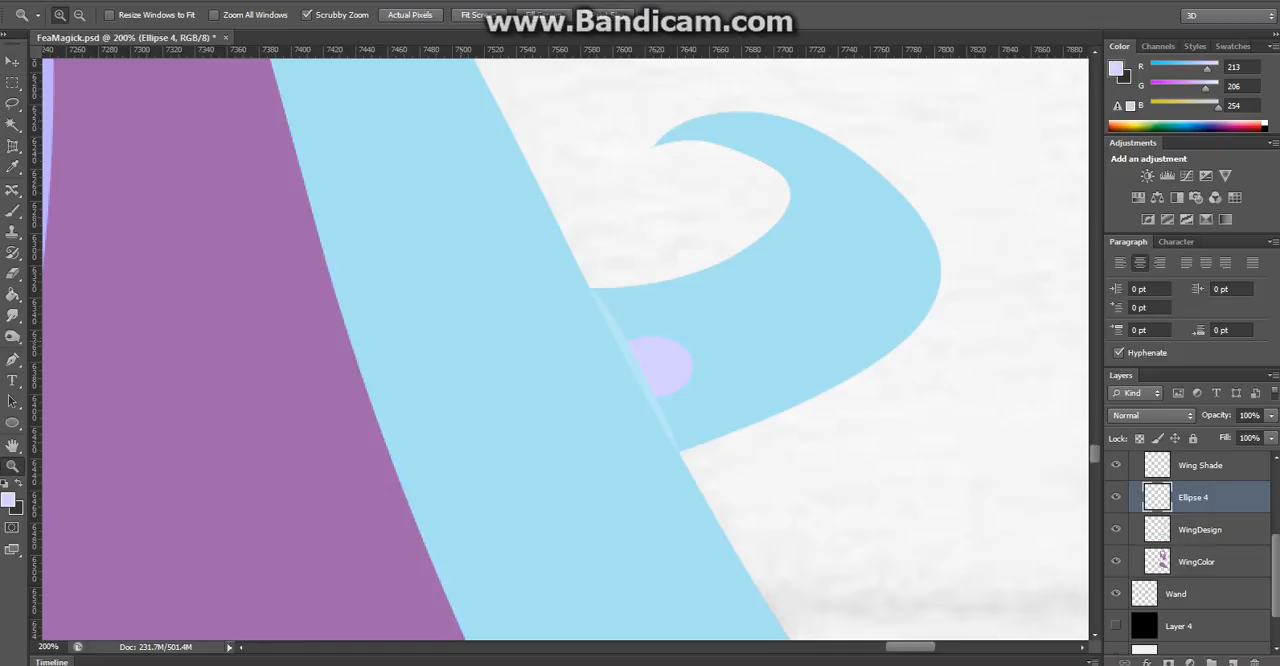 www.Bandicam.com
Resize Windows to Fit
Zoom All Windows
Scrubby Zoom
Actual Pixels
Fit Scre
3D
FeaMagick.psd @ 200% (Ellipse 4, RGB/8) *
7260 7280 7300 7320 7340 7360 7380 7400 7420 7440 7460 7480 7500 7520 7540 7560 7580 7600 7620 7640 7660 7680 7700 7720 7740 7760 7780 7800 7820 7840 7860 7880
Color Channels Styles Swatches
R 213
G 206
B 254
Adjustments
Add an adjustment
Paragraph Character
0 pt 0 pt
0 pt
0 pt 0 pt
Hyphenate
Layers
Kind
Normal Opacity: 100%
Lock: Fill: 100%
Wing Shade
Ellipse 4
WingDesign
WingColor
Wand
Layer 4
200% Doc: 231.7M/501.4M
Timeline